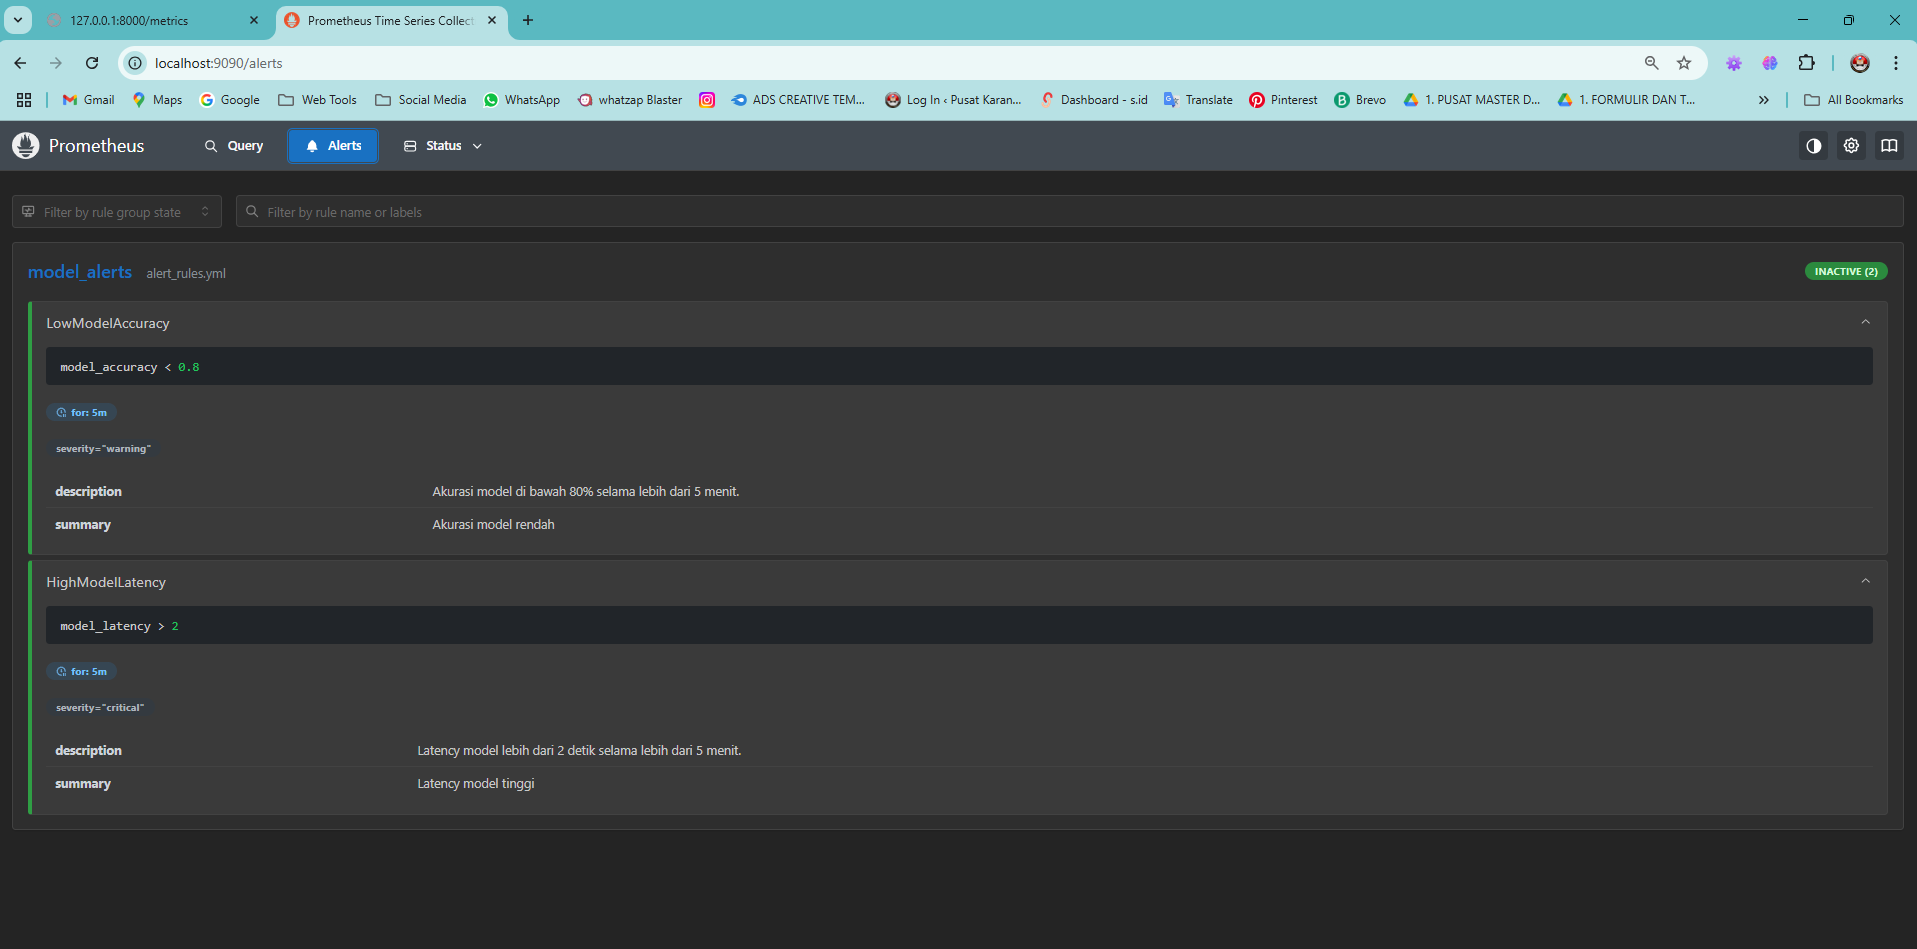 127.0.0.1:8000/metrics
Prometheus Time Series Collect
localhost:9090/alerts
Gmail
Maps
Google
Web Tools
Social Media
WhatsApp
whatzap Blaster
ADS CREATIVE TEM...
Log In ‹ Pusat Karan...
Dashboard - s.id
Translate
Pinterest
Brevo
1. PUSAT MASTER D...
1. FORMULIR DAN T...
»
All Bookmarks
Prometheus
Query
Alerts
Status
Filter by rule group state
Filter by rule name or labels
model_alerts alert_rules.yml
INACTIVE (2)
LowModelAccuracy
model_accuracy < 0.8
for: 5m
severity="warning"
description Akurasi model di bawah 80% selama lebih dari 5 menit.
summary Akurasi model rendah
HighModelLatency
model_latency > 2
for: 5m
severity="critical"
description Latency model lebih dari 2 detik selama lebih dari 5 menit.
summary Latency model tinggi